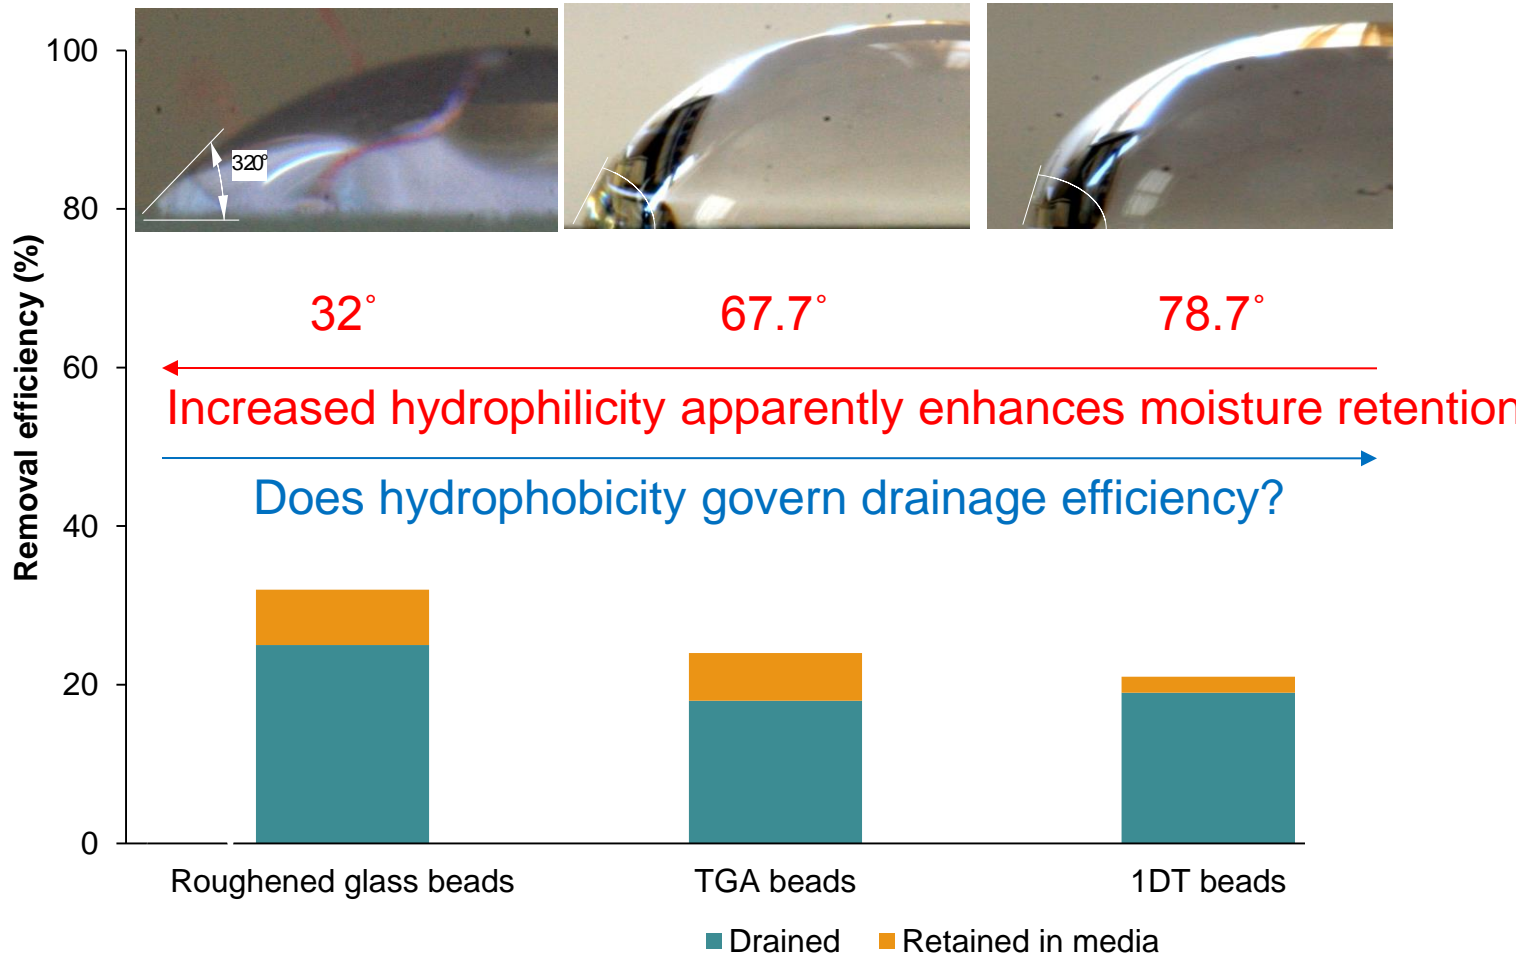 Removal efficiency (%)
100
80
60
40
20
0
320°
32°
67.7°
78.7°
Increased hydrophilicity apparently enhances moisture retention
Does hydrophobicity govern drainage efficiency?
Roughened glass beads
TGA beads
1DT beads
Drained
Retained in media